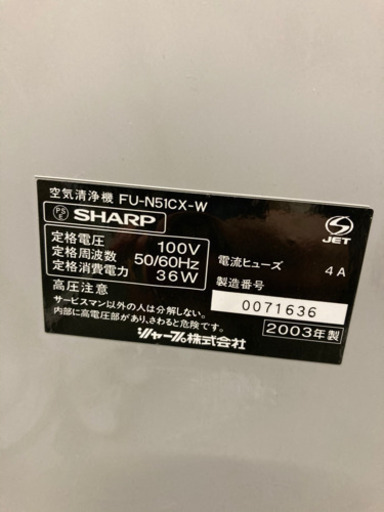 空気清浄機 FU-N51CX-W
PS E SHARP
JET
定格電圧 100V
定格周波数 50/60Hz
定格消費電力 36W
電流ヒューズ 4A
製造番号
0071636
高圧注意
サービスマン以外の人は分解しない。
内部に高電圧部があり、さわると危険です。
2003年製
シャープ株式会社